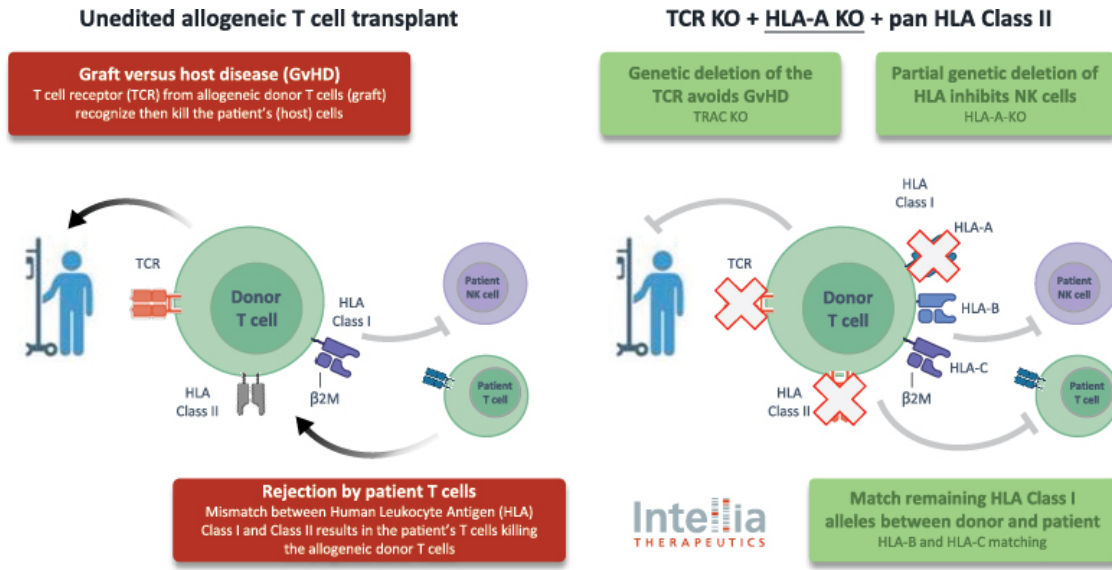 Unedited allogeneic T cell transplant
Graft versus host disease (GvHD)
T cell receptor (TCR) from allogeneic donor T cells (graft)
recognize then kill the patient's (host) cells
TCR
Donor
T cell
HLA
Class I
Patient
NK cell
HLA
Class II
β2M
Patient
T cell
Rejection by patient T cells
Mismatch between Human Leukocyte Antigen (HLA)
Class I and Class II results in the patient's T cells killing
the allogeneic donor T cells
TCR KO + HLA-A KO + pan HLA Class II
Genetic deletion of the
TCR avoids GvHD
TRAC KO
Partial genetic deletion of
HLA inhibits NK cells
HLA-A-KO
HLA
Class I
HLA-A
TCR
Donor
T cell
Patient
NK cell
HLA-B
HLA-C
HLA
Class II
β2M
Patient
T cell
Intellia
THERAPEUTICS
Match remaining HLA Class I
alleles between donor and patient
HLA-B and HLA-C matching